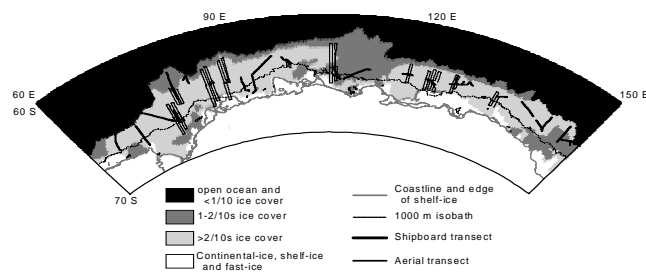 90 E
120 E
60 E
60 S
150 E
70 S
open ocean and
<1/10 ice cover
1-2/10s ice cover
>2/10s ice cover
Continental-ice, shelf-ice
and fast-ice
Coastline and edge
of shelf-ice
1000 m isobath
Shipboard transect
Aerial transect